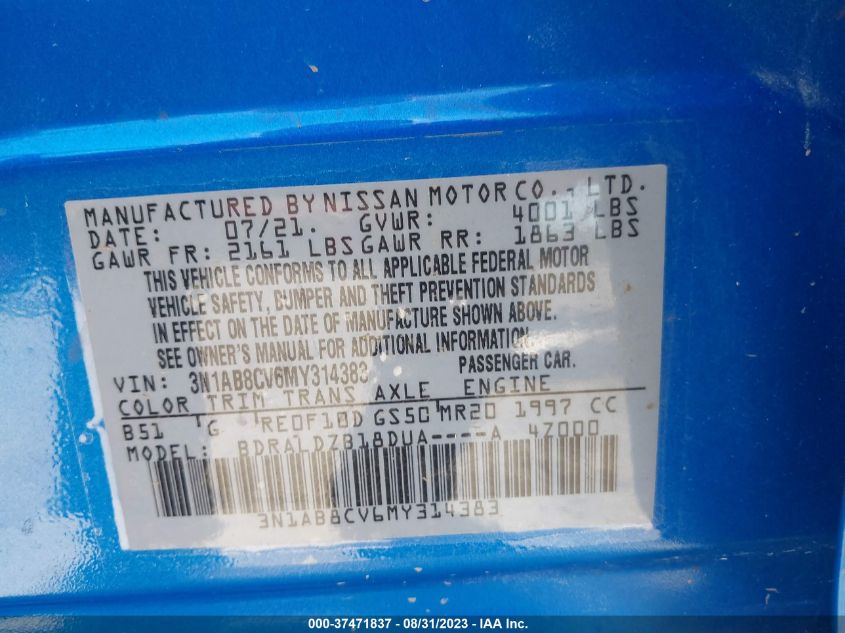 MANUFACTURED BY NISSAN MOTOR CO., LTD.
DATE: 07/21. GVWR: 4001 LBS
GAWR FR: 2161 LBS GAWR RR: 1863 LBS
THIS VEHICLE CONFORMS TO ALL APPLICABLE FEDERAL MOTOR
VEHICLE SAFETY, BUMPER AND THEFT PREVENTION STANDARDS
IN EFFECT ON THE DATE OF MANUFACTURE SHOWN ABOVE.
SEE OWNER'S MANUAL FOR ADDITIONAL INFORMATION.
VIN: 3N1AB8CV6MY314383 PASSENGER CAR.
COLOR TRIM TRANS AXLE ENGINE
B51 G RE0F10D GS50 MR20 1997 CC
MODEL: BDRALDZB18DUA----A 4Z000
3N1AB8CV6MY314383
000-37471837 - 08/31/2023 - IAA Inc.